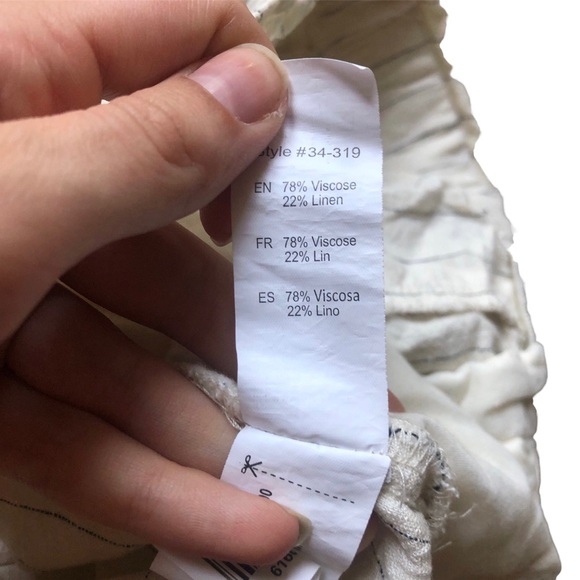 Style #34-319
EN 78% Viscose
22% Linen
FR 78% Viscose
22% Lin
ES 78% Viscosa
22% Lino